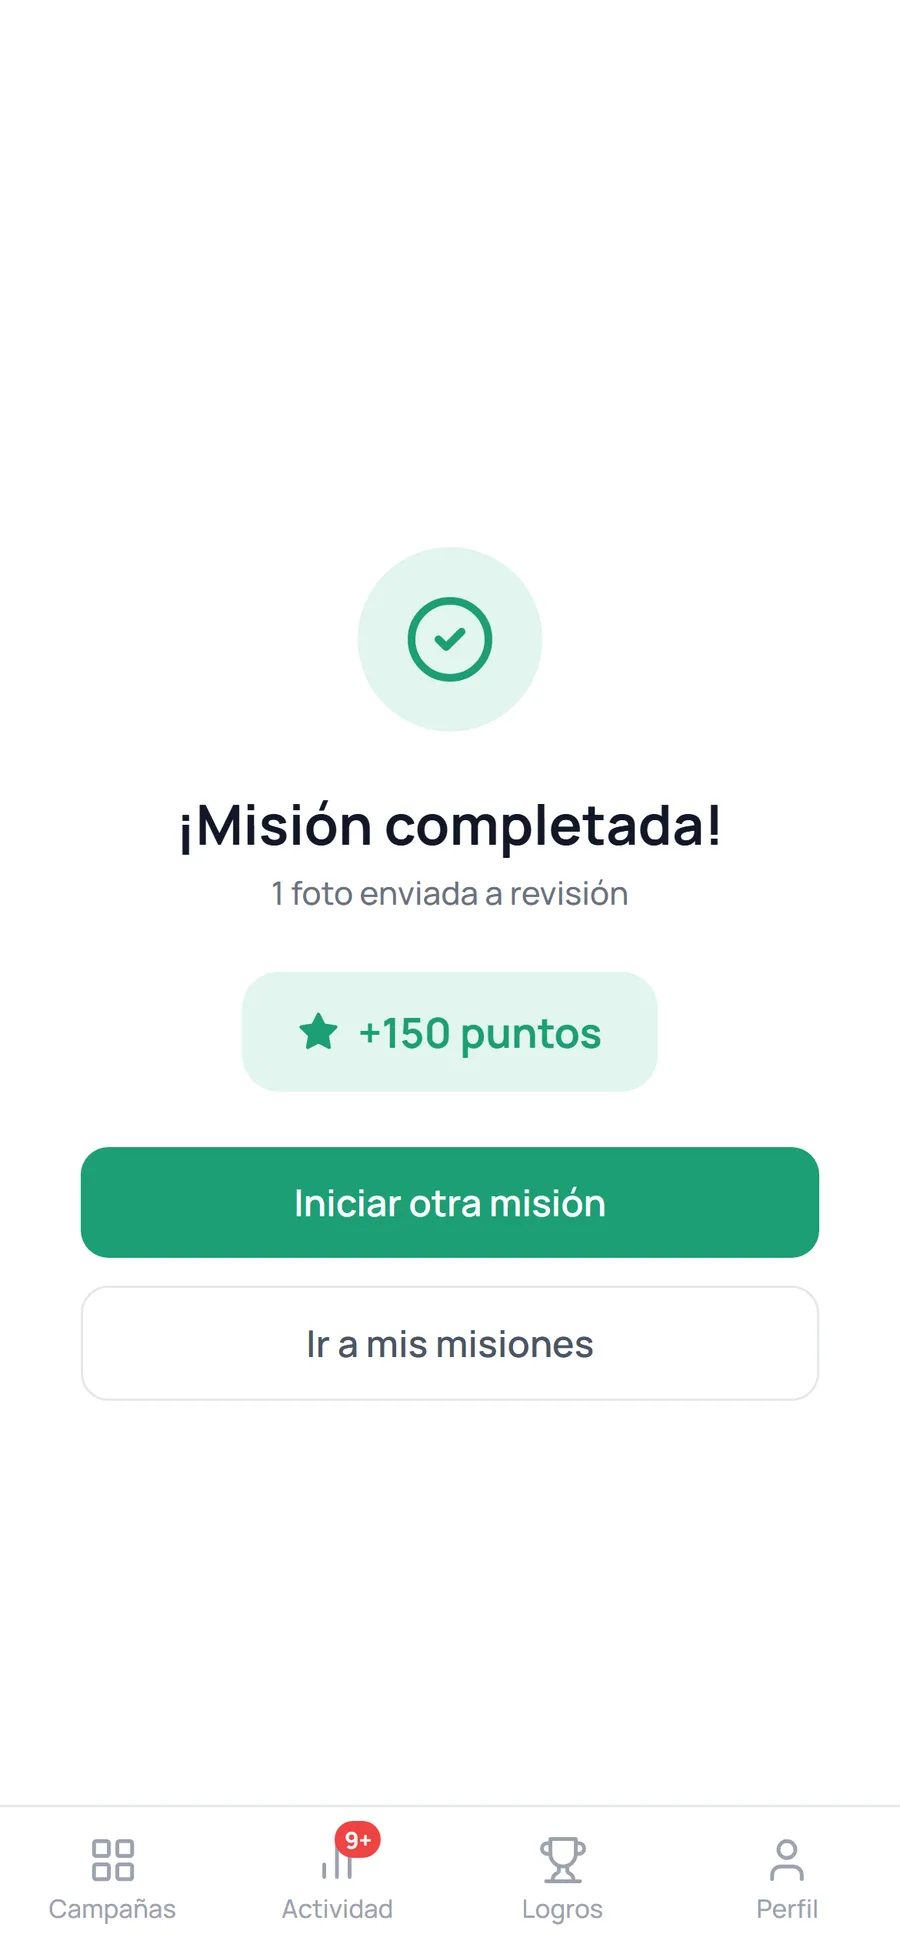 ¡Misión completada!
1 foto enviada a revisión
+150 puntos
Iniciar otra misión
Ir a mis misiones
9+
Campañas
Actividad
Logros
Perfil